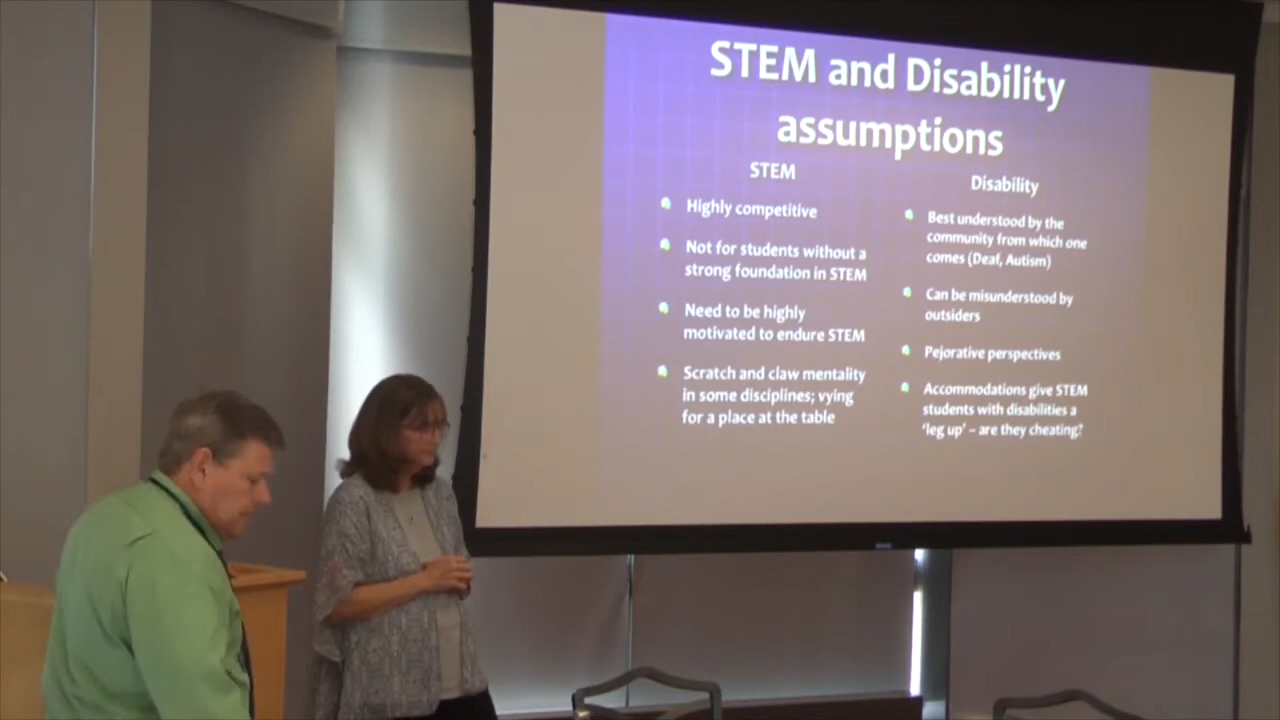 STEM and Disability
assumptions
STEM
Highly competitive
Not for students without a
strong foundation in STEM
Need to be highly
motivated to endure STEM
Scratch and claw mentality
in some disciplines; vying
for a place at the table
Disability
Best understood by the
community from which one
comes (Deaf, Autism)
Can be misunderstood by
outsiders
Pejorative perspectives
Accommodations give STEM
students with disabilities a
‘leg up’ – are they cheating?